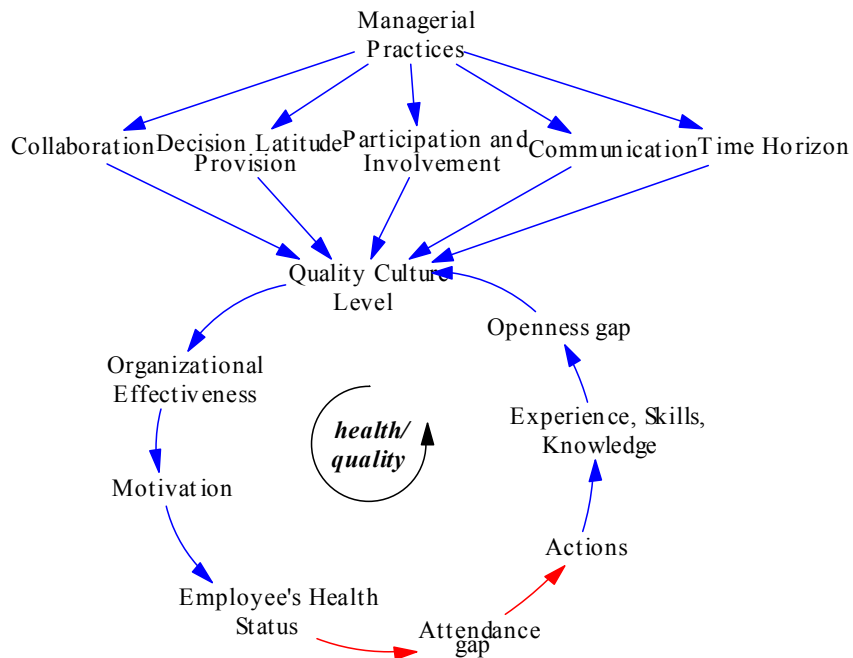 Managerial
Practices
Collaboration
Decision Latitude
Provision
Participation and
Involvement
Communication
Time Horizon
Quality Culture
Level
Openness gap
Organizational
Effectiveness
health/
quality
Experience, Skills,
Knowledge
Motivation
Actions
Employee's Health
Status
Attendance
gap